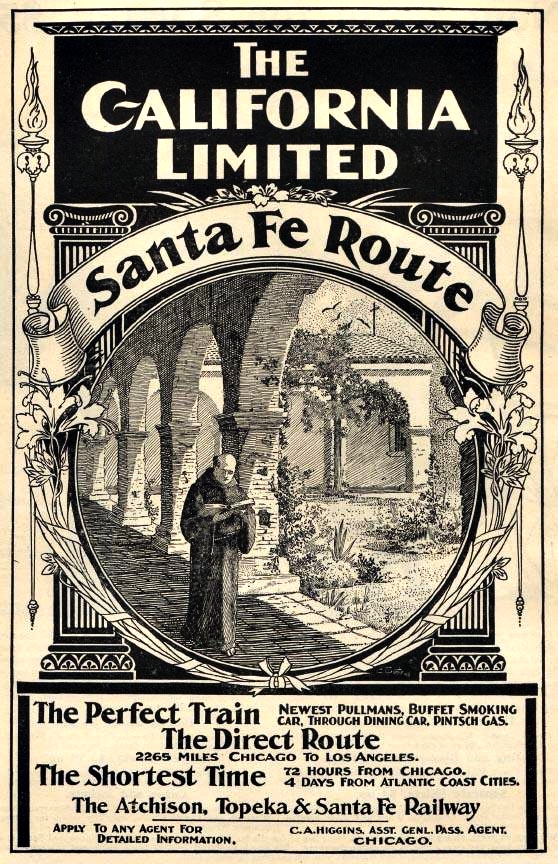 THE
CALIFORNIA
LIMITED
Santa Fe Route
The Perfect Train NEWEST PULLMANS, BUFFET SMOKING
CAR, THROUGH DINING CAR, PINTSCH GAS.
The Direct Route
2265 MILES CHICAGO TO LOS ANGELES.
The Shortest Time 72 HOURS FROM CHICAGO.
4 DAYS FROM ATLANTIC COAST CITIES.
The Atchison, Topeka & Santa Fe Railway
APPLY TO ANY AGENT FOR
DETAILED INFORMATION,
C.A. HIGGINS, ASST. GENL. PASS. AGENT,
CHICAGO.